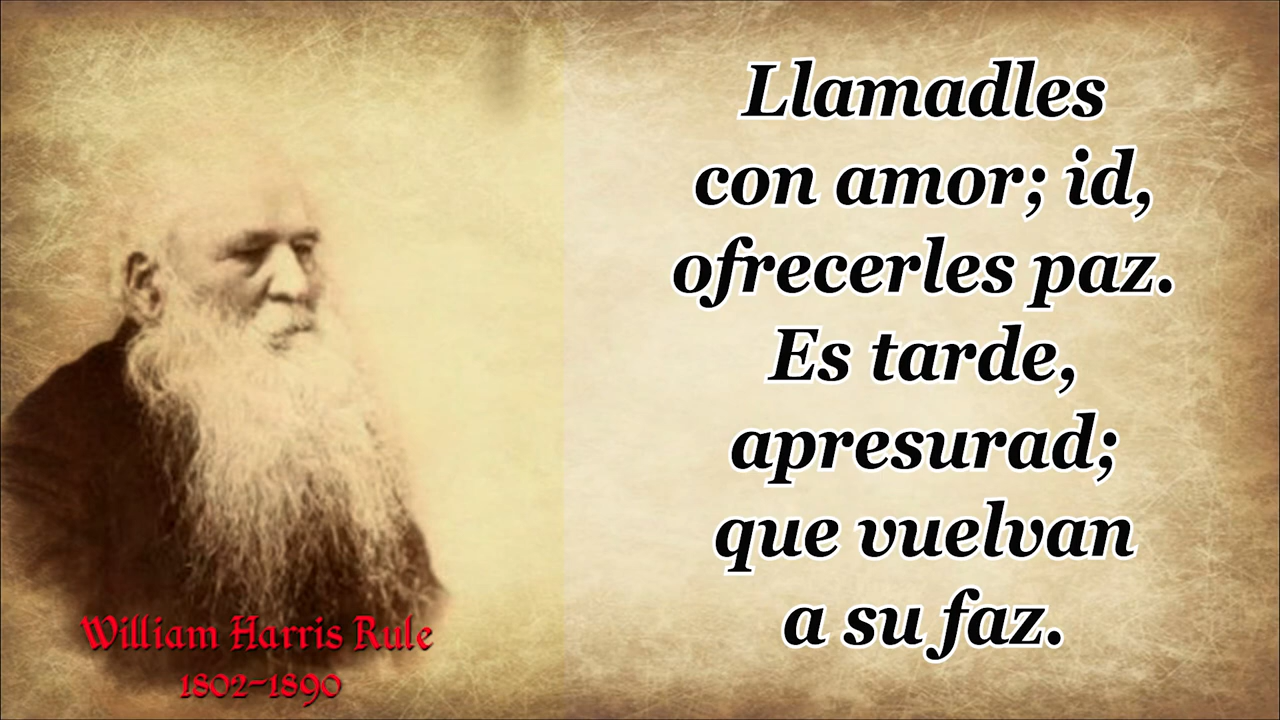 Llamadles
con amor; id,
ofrecerles paz.
Es tarde,
apresurad;
que vuelvan
a su faz.
William Harris Rule
1802-1890